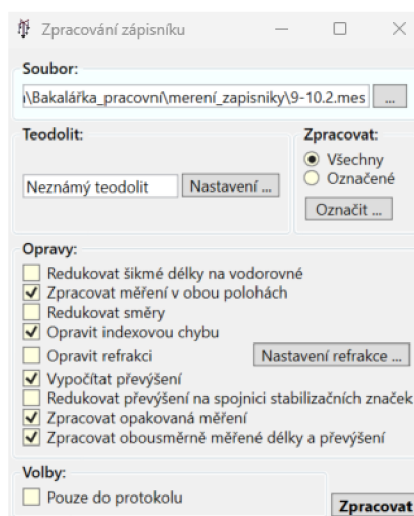 Zpracování zápisníku
Soubor:
\Bakalářka_pracovní\merení_zapisniky\9-10.2.mes ...
Teodolit:
Neznámý teodolit Nastavení ...
Zpracovat:
Všechny
Označené
Označit ...
Opravy:
Redukovat šikmé délky na vodorovné
Zpracovat měření v obou polohách
Redukovat směry
Opravit indexovou chybu
Opravit refrakci Nastavení refrakce ...
Vypočítat převýšení
Redukovat převýšení na spojnici stabilizačních značek
Zpracovat opakovaná měření
Zpracovat obousměrně měřené délky a převýšení
Volby:
Pouze do protokolu
Zpracovat